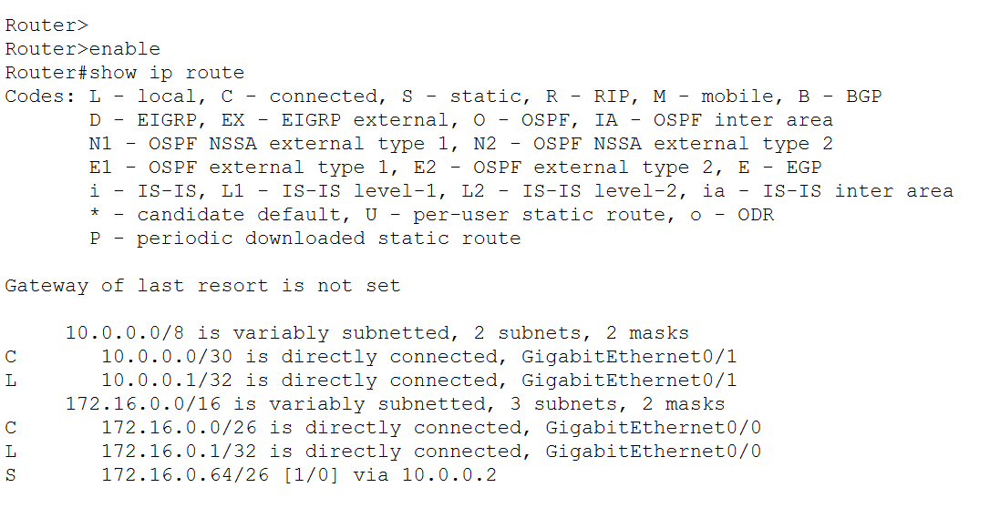 Router>
Router>enable
Router#show ip route
Codes: L - local, C - connected, S - static, R - RIP, M - mobile, B - BGP
       D - EIGRP, EX - EIGRP external, O - OSPF, IA - OSPF inter area
       N1 - OSPF NSSA external type 1, N2 - OSPF NSSA external type 2
       E1 - OSPF external type 1, E2 - OSPF external type 2, E - EGP
       i - IS-IS, L1 - IS-IS level-1, L2 - IS-IS level-2, ia - IS-IS inter area
       * - candidate default, U - per-user static route, o - ODR
       P - periodic downloaded static route

Gateway of last resort is not set

     10.0.0.0/8 is variably subnetted, 2 subnets, 2 masks
C       10.0.0.0/30 is directly connected, GigabitEthernet0/1
L       10.0.0.1/32 is directly connected, GigabitEthernet0/1
     172.16.0.0/16 is variably subnetted, 3 subnets, 2 masks
C       172.16.0.0/26 is directly connected, GigabitEthernet0/0
L       172.16.0.1/32 is directly connected, GigabitEthernet0/0
S       172.16.0.64/26 [1/0] via 10.0.0.2